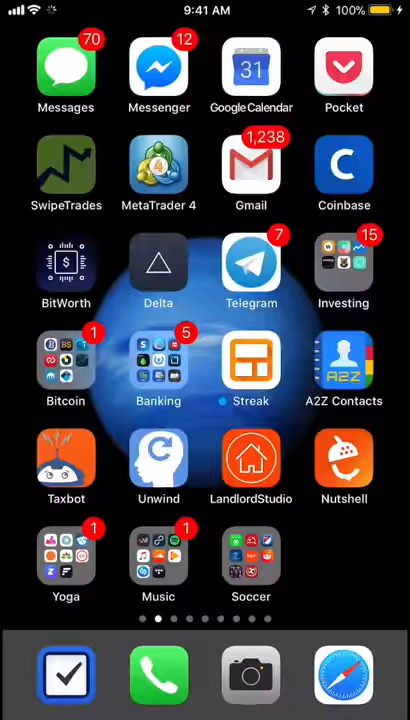 9:41 AM 100%
70 12
31
Messages Messenger Google Calendar Pocket
4 1,238 C
SwipeTrades MetaTrader 4 Gmail Coinbase
$ 7 15
BitWorth Delta Telegram Investing
1 5 A2Z
Bitcoin Banking Streak A2Z Contacts
Taxbot Unwind LandlordStudio Nutshell
1 1
Yoga Music Soccer